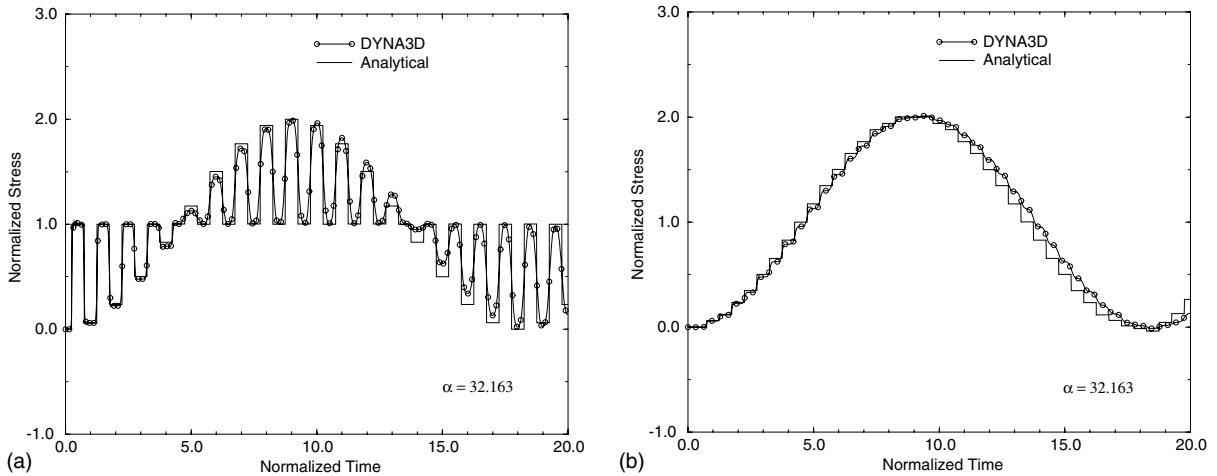 3.0
2.0
1.0
0.0
-1.0
Normalized Stress
DYNA3D
Analytical
α = 32.163
0.0 5.0 10.0 15.0 20.0
Normalized Time
(a)
3.0
2.0
1.0
0.0
-1.0
Normalized Stress
DYNA3D
Analytical
α = 32.163
0.0 5.0 10.0 15.0 20.0
Normalized Time
(b)